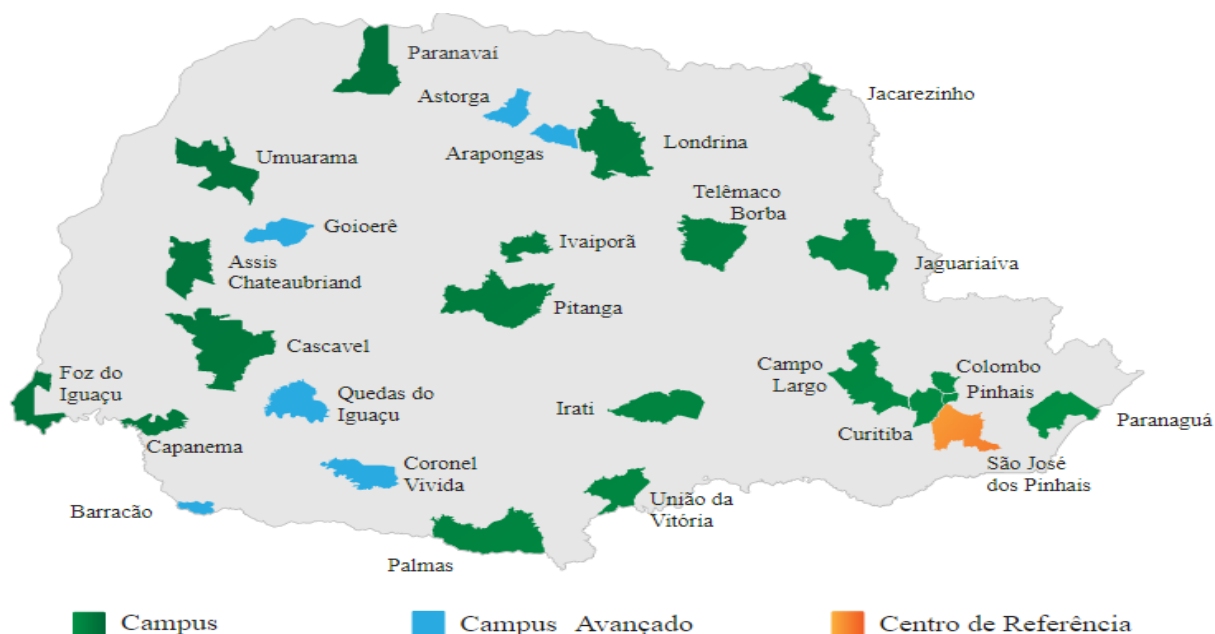 Paranavaí
Astorga
Jacarezinho
Arapongas
Londrina
Umuarama
Telêmaco
Borba
Goioerê
Ivaiporã
Assis
Chateaubriand
Jaguariaíva
Pitanga
Cascavel
Foz do
Iguaçu
Campo
Largo
Colombo
Pinhais
Quedas do
Iguaçu
Irati
Curitiba
Paranaguá
Capanema
Coronel
Vivida
São José
dos Pinhais
Barracão
União da
Vitória
Palmas
Campus
Campus Avançado
Centro de Referência